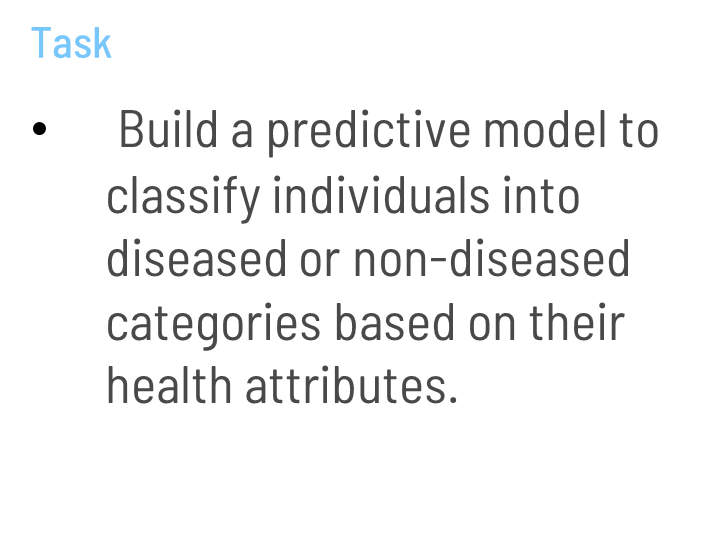 Task
• Build a predictive model to
classify individuals into
diseased or non-diseased
categories based on their
health attributes.